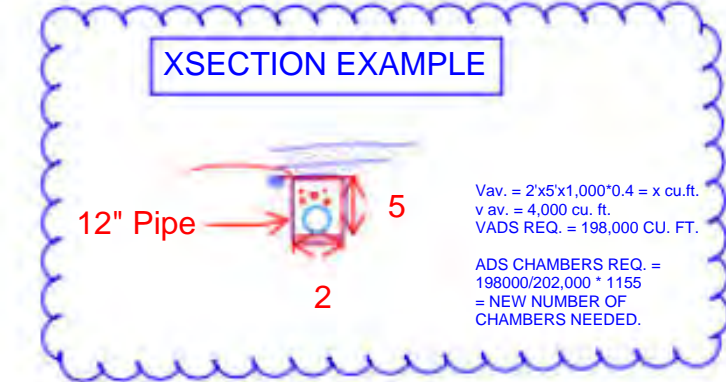 XSECTION EXAMPLE
12" Pipe
5
2
Vav. = 2'x5'x1,000*0.4 = x cu.ft.
v av. = 4,000 cu. ft.
VADS REQ. = 198,000 CU. FT.
ADS CHAMBERS REQ. =
198000/202,000 * 1155
= NEW NUMBER OF
CHAMBERS NEEDED.